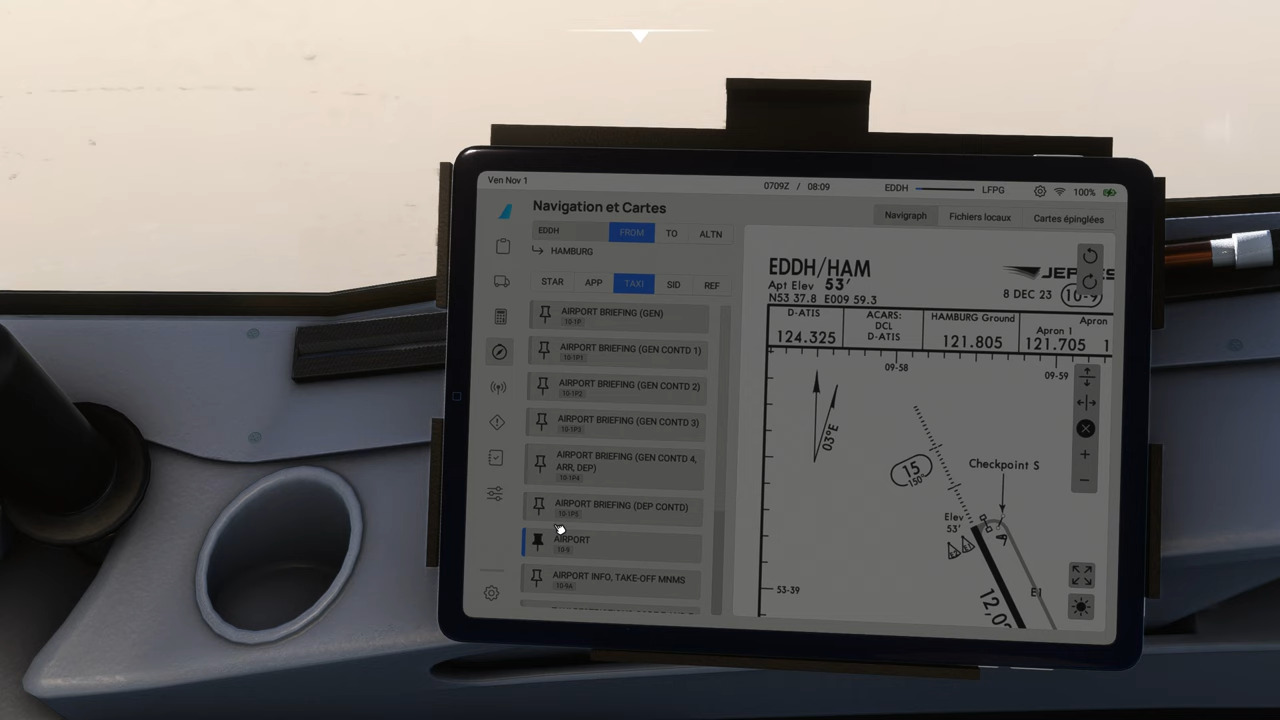 Ven Nov 1
0709Z / 08:09
EDDH
LFPG
100%
Navigation et Cartes
Navigraph
Fichiers locaux
Cartes épinglées
EDDH
FROM
TO
ALTN
HAMBURG
STAR
APP
TAXI
SID
REF
AIRPORT BRIEFING (GEN)
10-1P
AIRPORT BRIEFING (GEN CONTD 1)
10-1P1
AIRPORT BRIEFING (GEN CONTD 2)
10-1P2
AIRPORT BRIEFING (GEN CONTD 3)
10-1P3
AIRPORT BRIEFING (GEN CONTD 4,
ARR, DEP)
10-1P4
AIRPORT BRIEFING (DEP CONTD)
10-1P5
AIRPORT
10-9
AIRPORT INFO, TAKE-OFF MNMS
10-9A
EDDH/HAM
Apt Elev 53'
N53 37.8 E009 59.3
8 DEC 23
10-9
D-ATIS
124.325
ACARS:
DCL
D-ATIS
HAMBURG Ground
121.805
Apron 1
121.705
Apron
1
09-58
09-59
03°E
15
150'
Checkpoint S
Elev
53'
A
E1
53-39